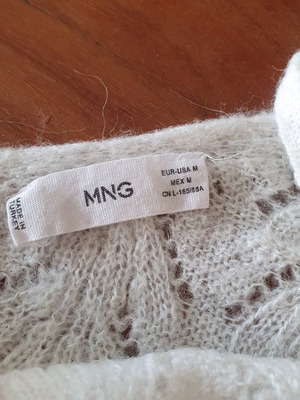 MNG
EUR-USA M
MEX M
CN L-165/88A
MADE IN
TURKEY